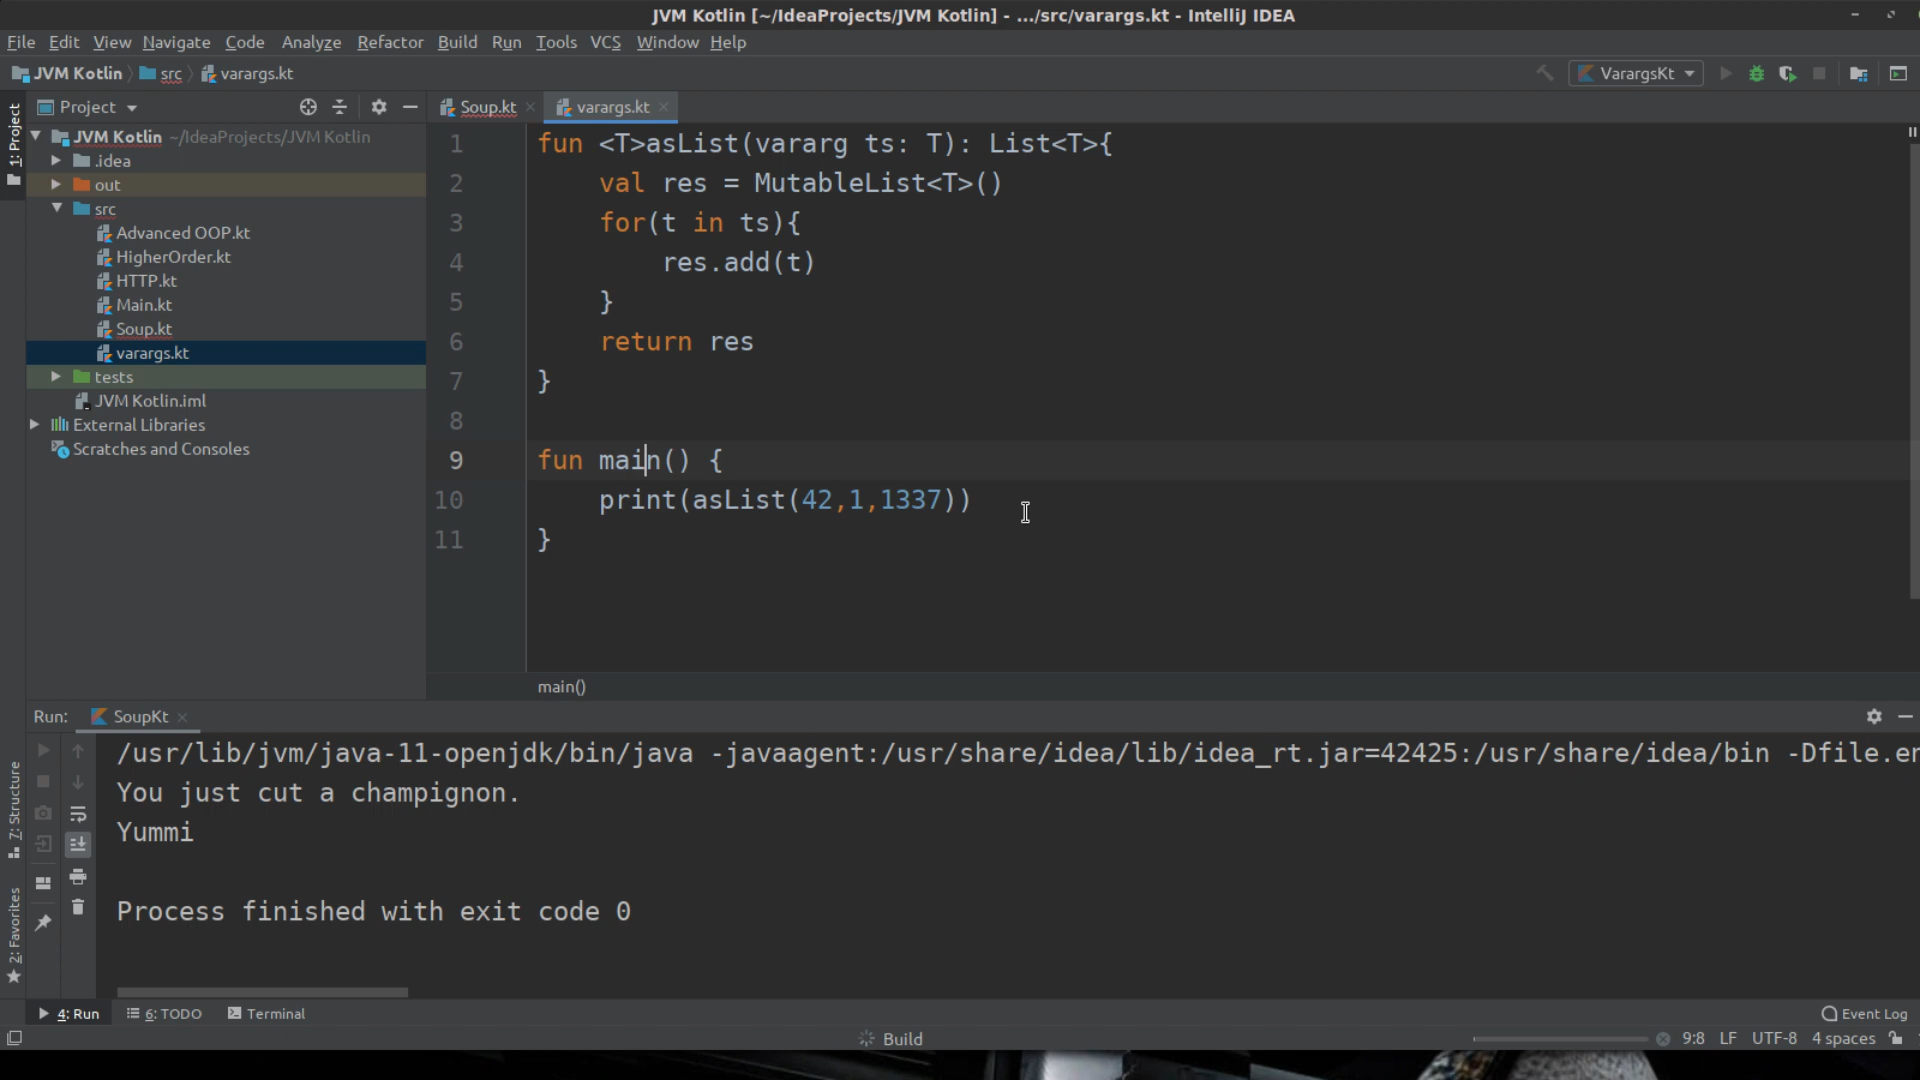 JVM Kotlin [~/IdeaProjects/JVM Kotlin] - .../src/varargs.kt - IntelliJ IDEA
File Edit View Navigate Code Analyze Refactor Build Run Tools VCS Window Help
JVM Kotlin src varargs.kt VarargsKt
1: Project
Project
JVM Kotlin ~/IdeaProjects/JVM Kotlin
.idea
out
src
Advanced OOP.kt
HigherOrder.kt
HTTP.kt
Main.kt
Soup.kt
varargs.kt
tests
JVM Kotlin.iml
External Libraries
Scratches and Consoles
Soup.kt varargs.kt
1 fun <T>asList(vararg ts: T): List<T>{
2 val res = MutableList<T>()
3 for(t in ts){
4 res.add(t)
5 }
6 return res
7 }
8
9 fun main() {
10 print(asList(42,1,1337))
11 }
main()
Run: SoupKt
7: Structure
2: Favorites
/usr/lib/jvm/java-11-openjdk/bin/java -javaagent:/usr/share/idea/lib/idea_rt.jar=42425:/usr/share/idea/bin -Dfile.en
You just cut a champignon.
Yummi
Process finished with exit code 0
4: Run 6: TODO Terminal Event Log
Build 9:8 LF UTF-8 4 spaces